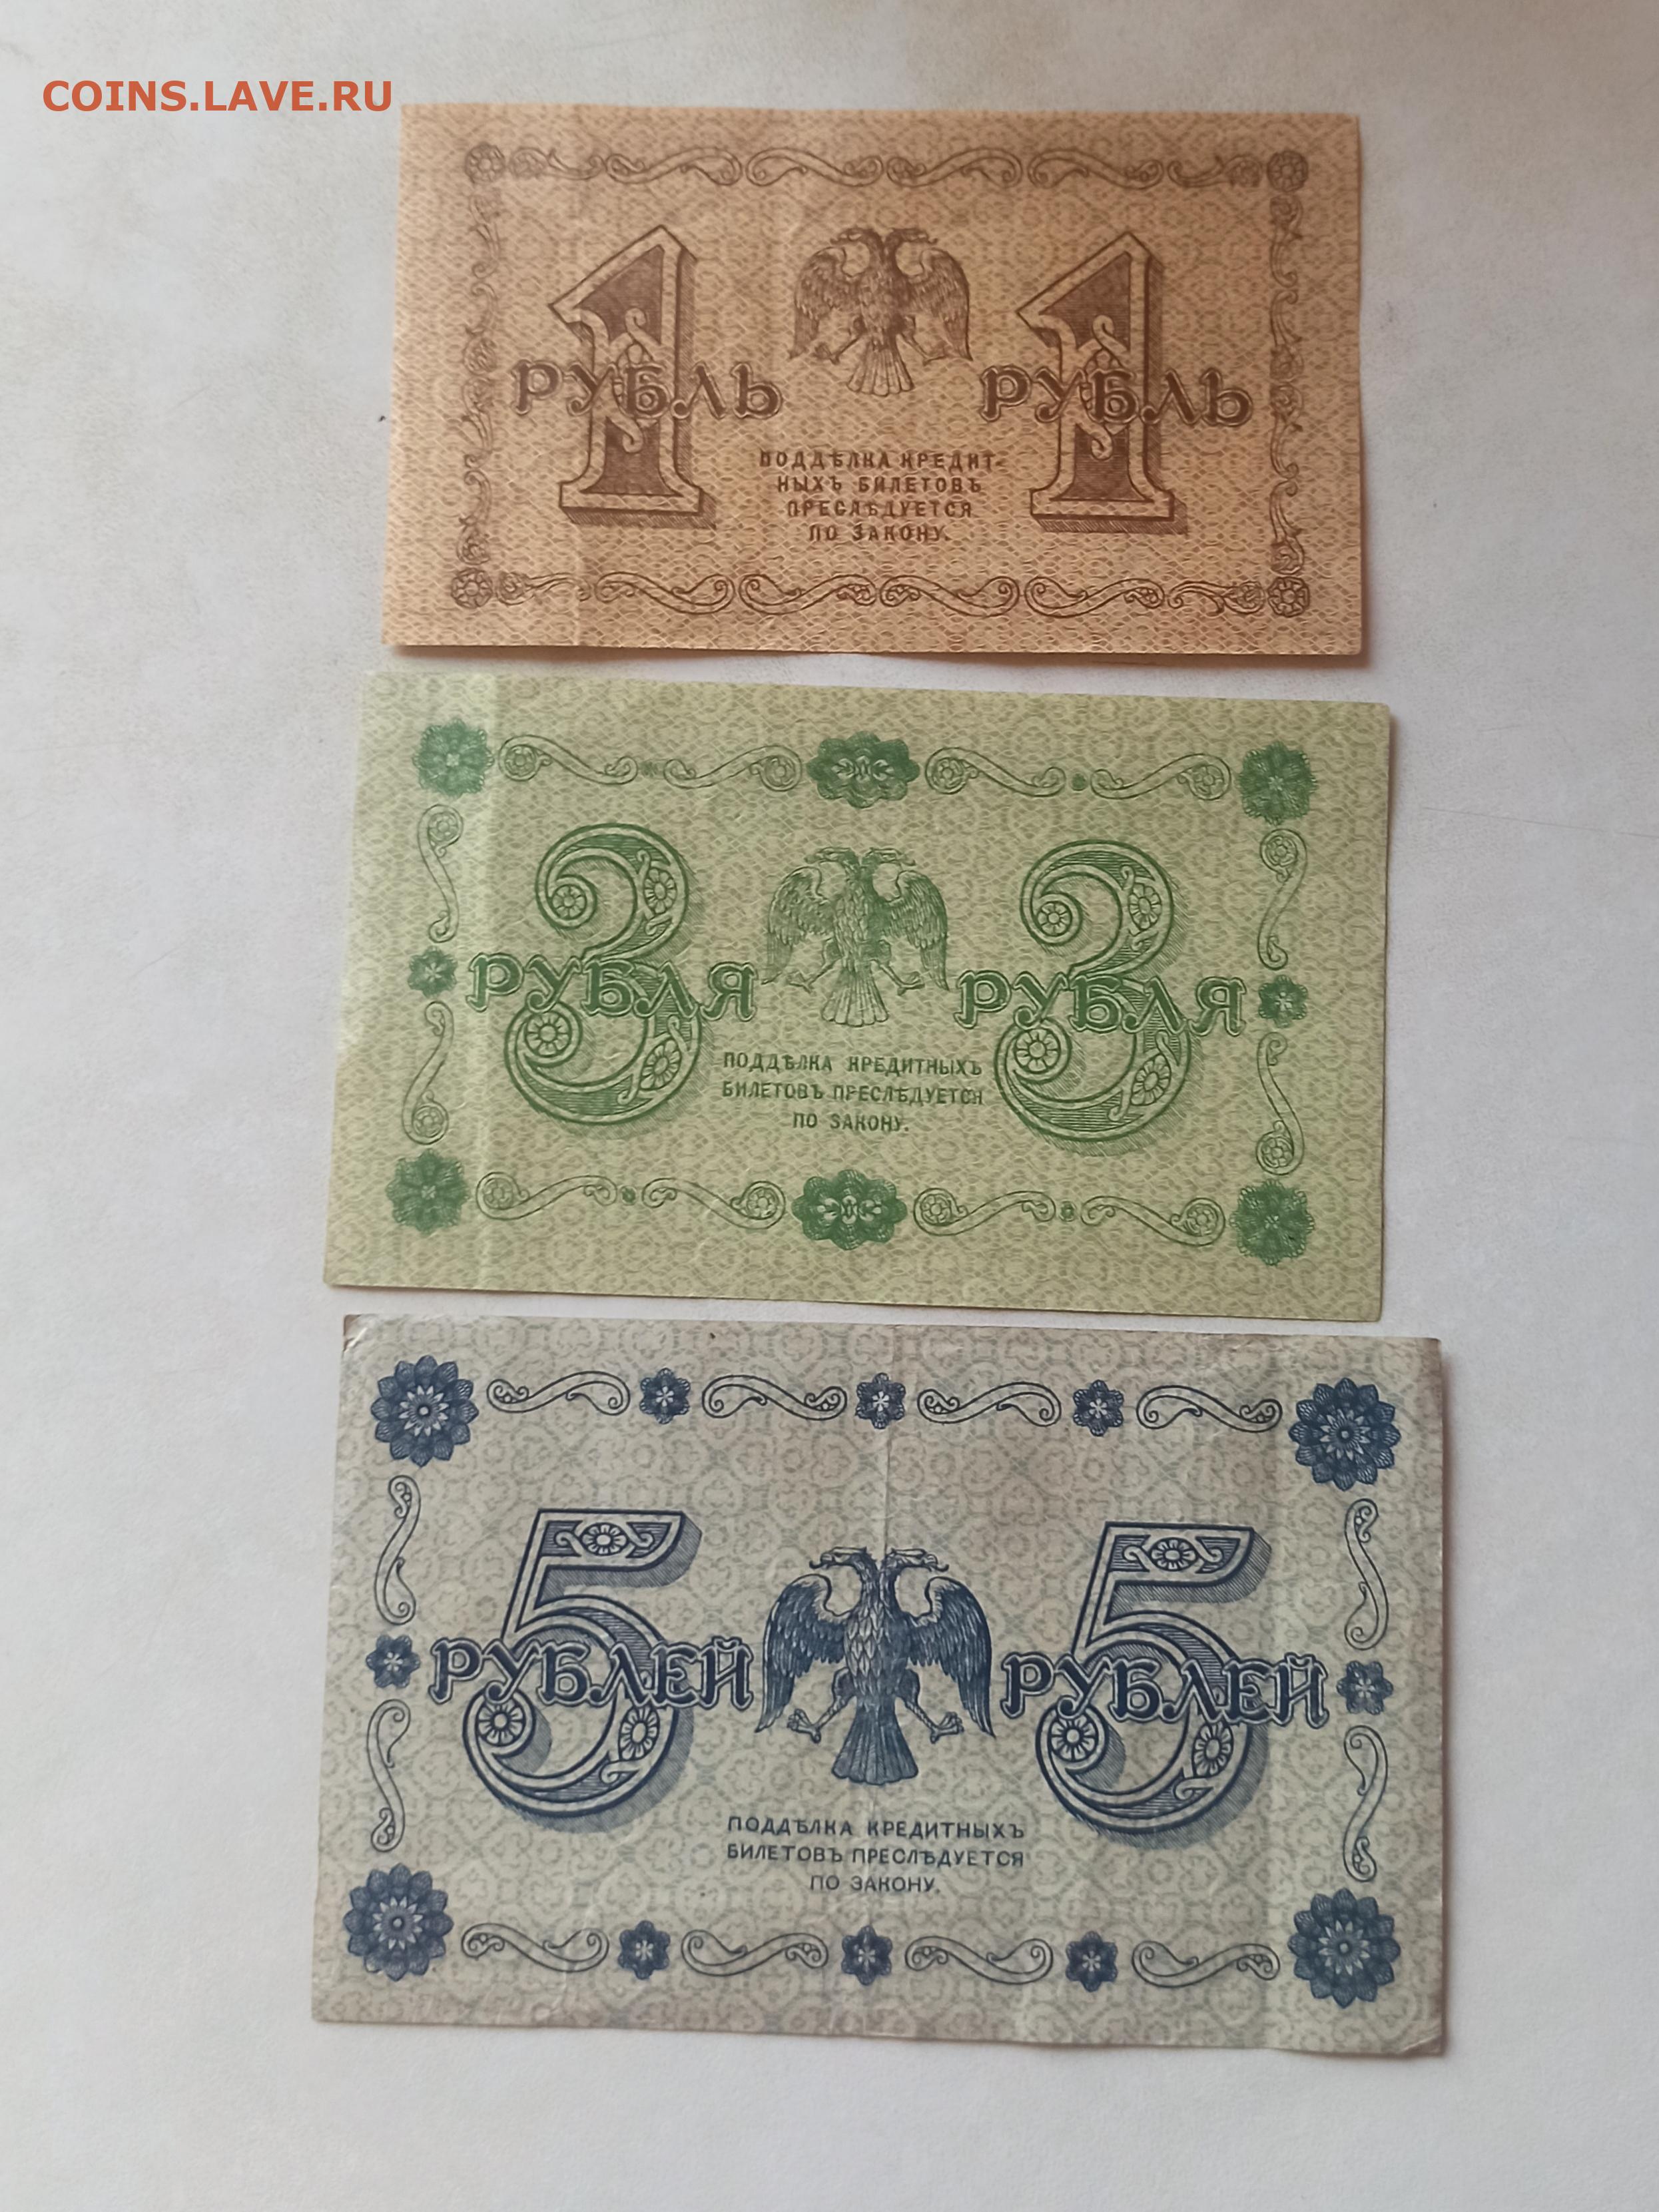 COINS.LAVE.RU
1 1
РУБЛЬ РУБЛЬ
ПОДДѢЛКА КРЕДИТ-
НЫХЪ БИЛЕТОВЪ
ПРЕСЛѢДУЕТСЯ
ПО ЗАКОНУ.
3 3
РУБЛЯ РУБЛЯ
ПОДДѢЛКА КРЕДИТНЫХЪ
БИЛЕТОВЪ ПРЕСЛѢДУЕТСЯ
ПО ЗАКОНУ.
5 5
РУБЛЕЙ РУБЛЕЙ
ПОДДѢЛКА КРЕДИТНЫХЪ
БИЛЕТОВЪ ПРЕСЛѢДУЕТСЯ
ПО ЗАКОНУ.